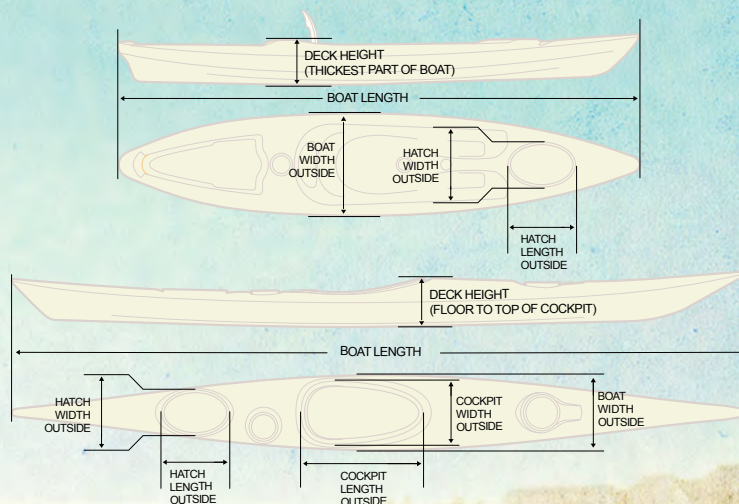 DECK HEIGHT
(THICKEST PART OF BOAT)
BOAT LENGTH
BOAT
WIDTH
OUTSIDE
HATCH
WIDTH
OUTSIDE
HATCH
LENGTH
OUTSIDE
DECK HEIGHT
(FLOOR TO TOP OF COCKPIT)
BOAT LENGTH
HATCH
WIDTH
OUTSIDE
COCKPIT
WIDTH
OUTSIDE
BOAT
WIDTH
OUTSIDE
HATCH
LENGTH
OUTSIDE
COCKPIT
LENGTH
OUTSIDE